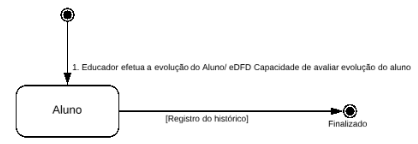 1. Educador efetua a evolução do Aluno/ eDFD Capacidade de avaliar evolução do aluno
Aluno
[Registro do histórico]
Finalizado